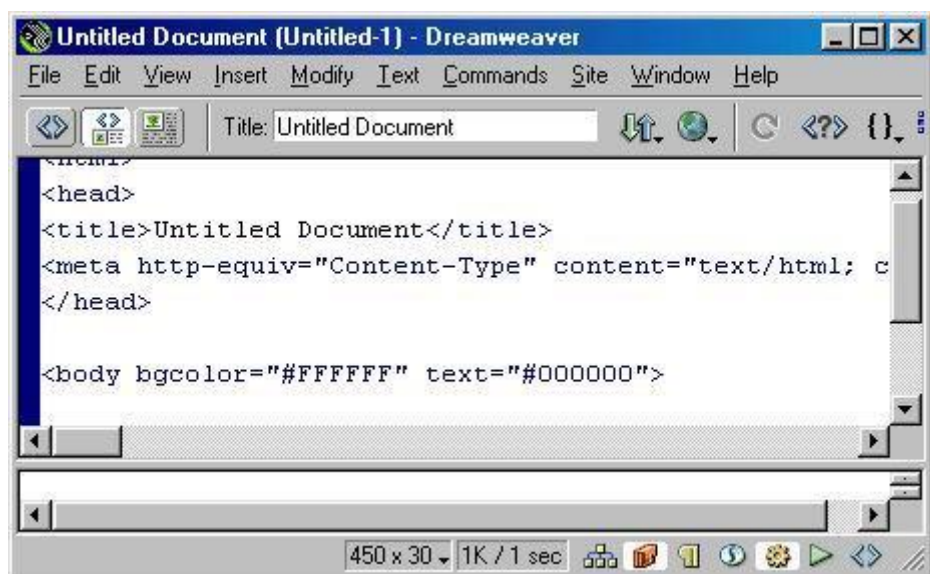 Untitled Document (Untitled-1) - Dreamweaver
File Edit View Insert Modify Text Commands Site Window Help
Title: Untitled Document
<html>
<head>
<title>Untitled Document</title>
<meta http-equiv="Content-Type" content="text/html; c
</head>
<body bgcolor="#FFFFFF" text="#000000">
450 x 30 1K / 1 sec